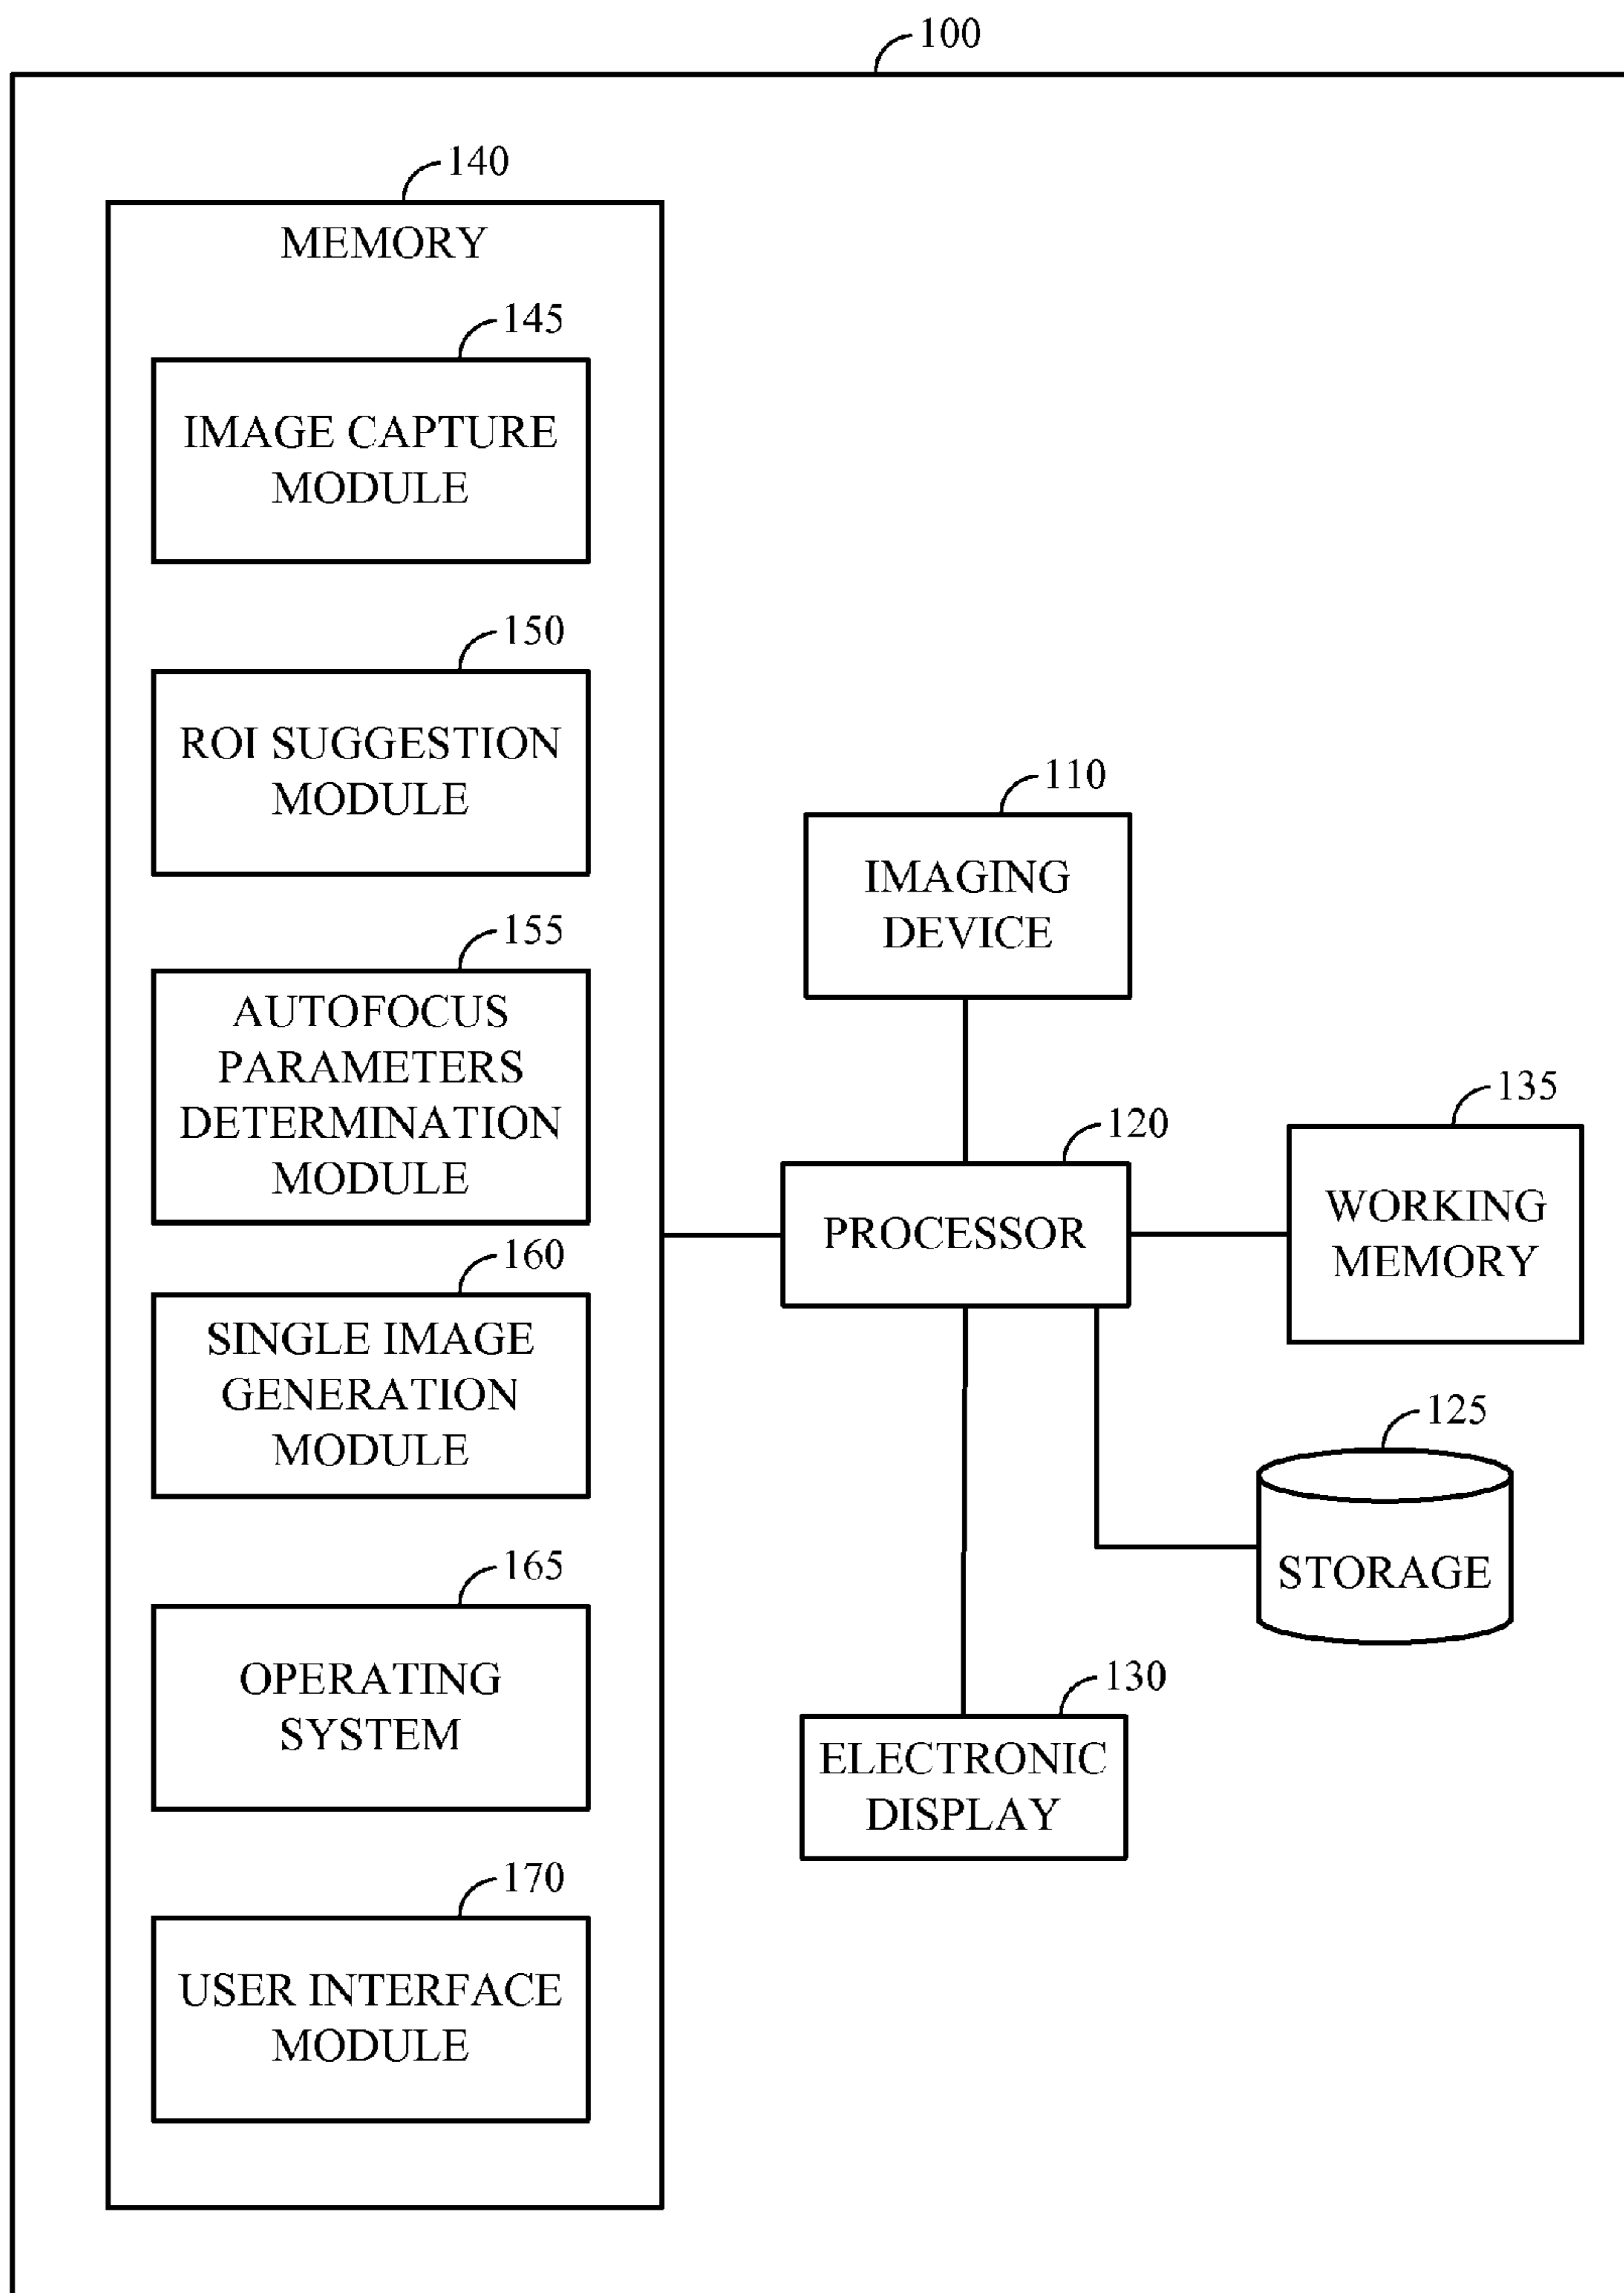 100
140
MEMORY
145
IMAGE CAPTURE
MODULE
150
ROI SUGGESTION
MODULE
155
AUTOFOCUS
PARAMETERS
DETERMINATION
MODULE
160
SINGLE IMAGE
GENERATION
MODULE
165
OPERATING
SYSTEM
170
USER INTERFACE
MODULE
110
IMAGING
DEVICE
120
PROCESSOR
135
WORKING
MEMORY
125
STORAGE
130
ELECTRONIC
DISPLAY